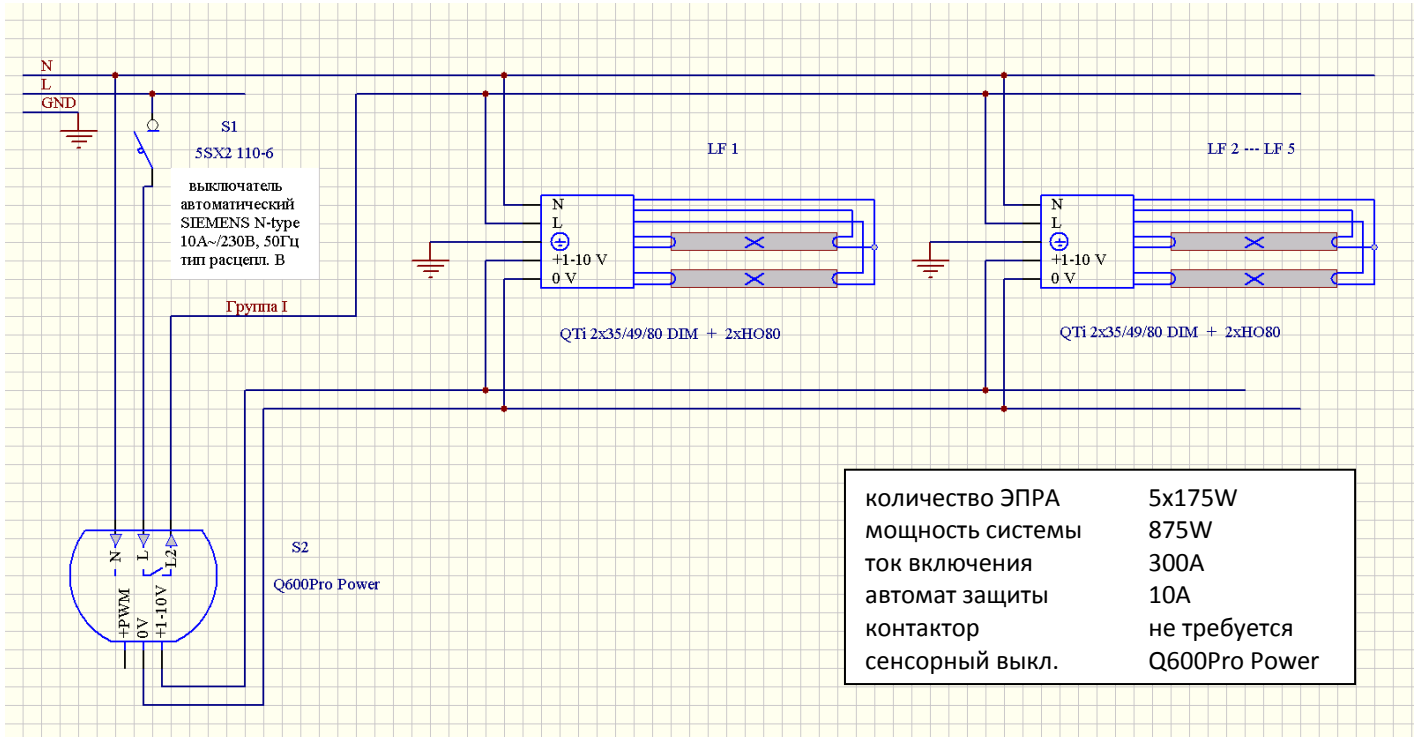 N
L
GND
S1
5SX2 110-6
выключатель
автоматический
SIEMENS N-type
10A~/230В, 50Гц
тип расцепл. В
Группа I
LF 1
N
L
+1-10 V
0 V
QTi 2x35/49/80 DIM + 2xHO80
LF 2 --- LF 5
N
L
+1-10 V
0 V
QTi 2x35/49/80 DIM + 2xHO80
N
L
L2
+PWM
0V
+1-10V
S2
Q600Pro Power
количество ЭПРА 5x175W
мощность системы 875W
ток включения 300А
автомат защиты 10А
контактор не требуется
сенсорный выкл. Q600Pro Power